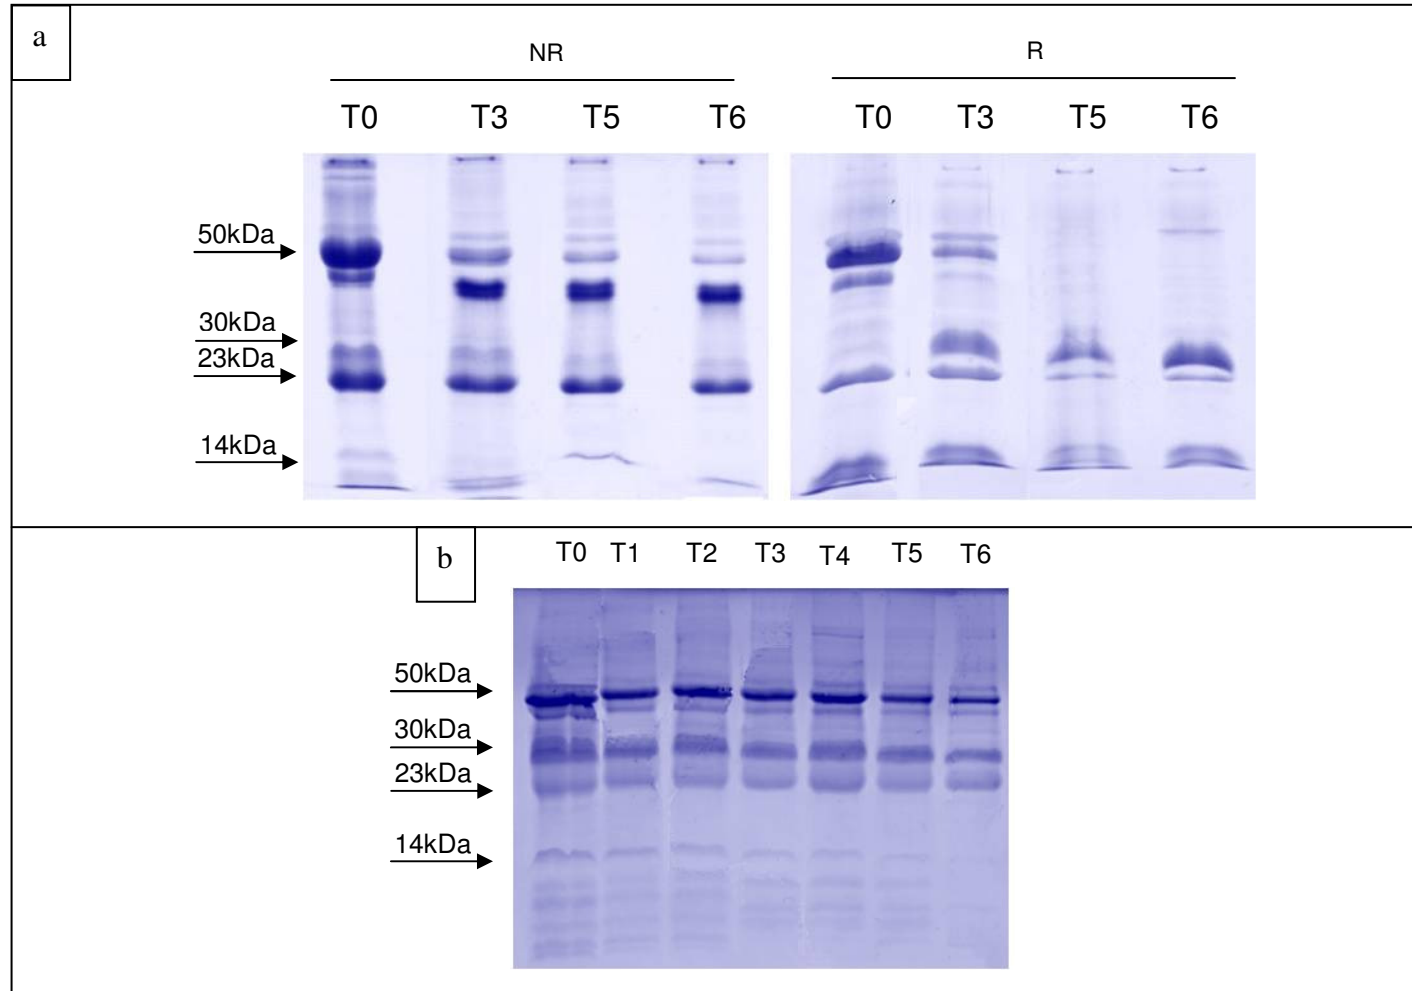 a
NR R
T0 T3 T5 T6 T0 T3 T5 T6
50kDa
30kDa
23kDa
14kDa
b
T0 T1 T2 T3 T4 T5 T6
50kDa
30kDa
23kDa
14kDa